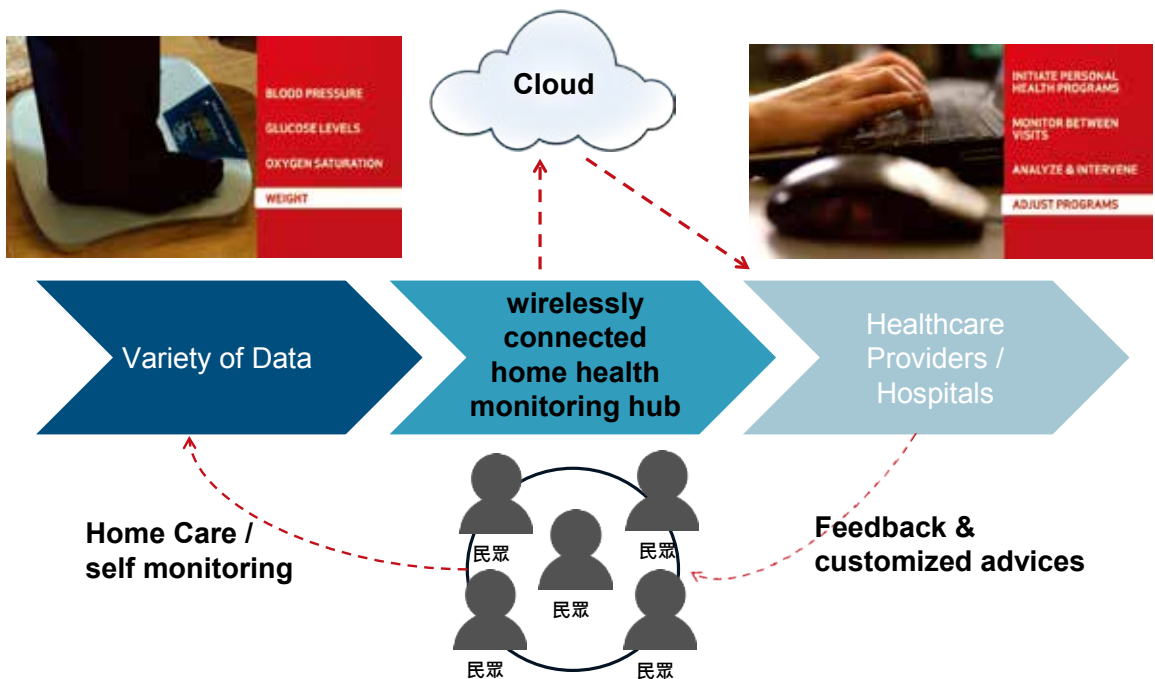 Cloud
BLOOD PRESSURE
GLUCOSE LEVELS
OXYGEN SATURATION
WEIGHT
INITIATE PERSONAL
HEALTH PROGRAMS
MONITOR BETWEEN
VISITS
ANALYZE & INTERVENE
ADJUST PROGRAMS
Variety of Data
wirelessly
connected
home health
monitoring hub
Healthcare
Providers /
Hospitals
Home Care /
self monitoring
民眾
民眾
民眾
民眾
民眾
Feedback &
customized advices